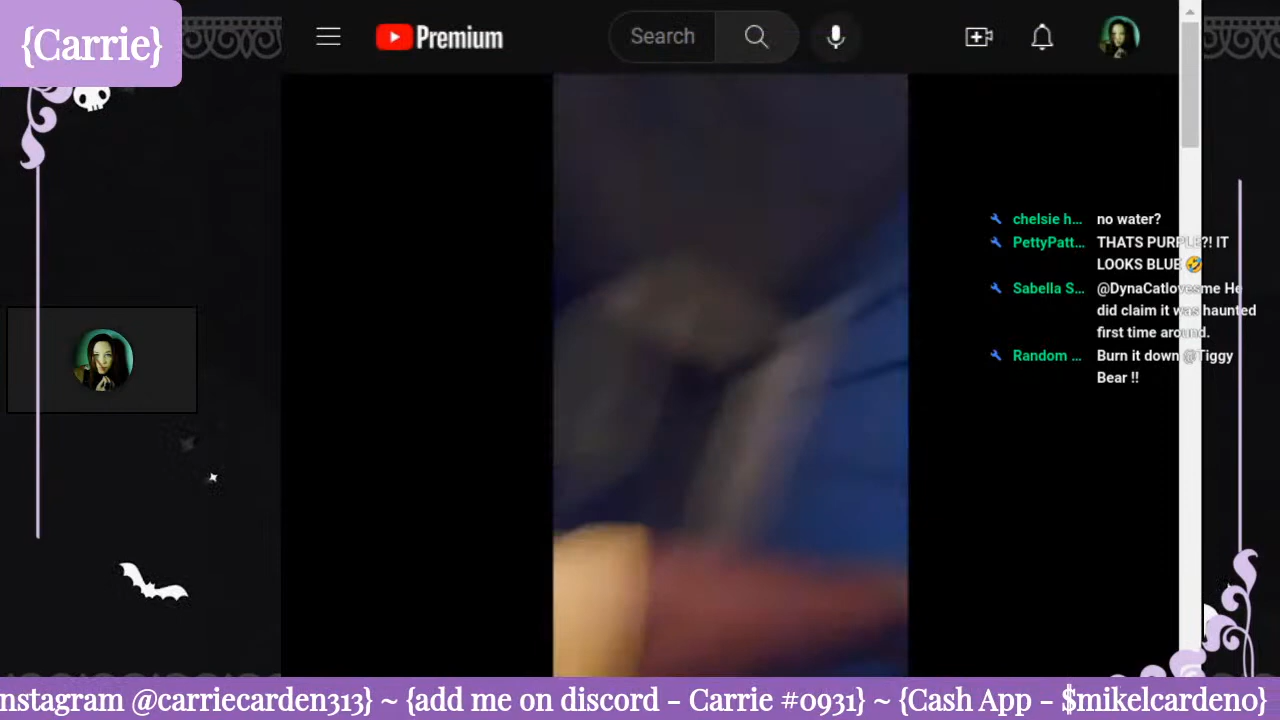 {Carrie}
Premium
Search
chelsie h... no water?
PettyPatt... THATS PURPLE?! IT
LOOKS BLUE 🤣
Sabella S... @DynaCatlovesme He
did claim it was haunted
first time around.
Random ... Burn it down @Tiggy
Bear !!
nstagram @carriecarden313} ~ {add me on discord - Carrie #0931} ~ {Cash App - $mikelcarden0}